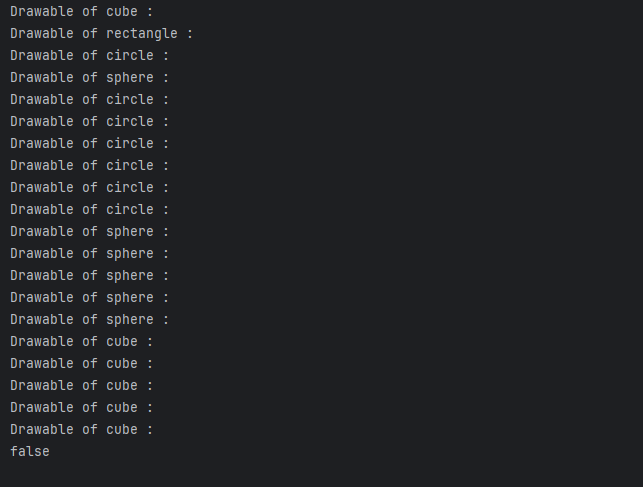 Drawable of cube :
Drawable of rectangle :
Drawable of circle :
Drawable of sphere :
Drawable of circle :
Drawable of circle :
Drawable of circle :
Drawable of circle :
Drawable of circle :
Drawable of circle :
Drawable of sphere :
Drawable of sphere :
Drawable of sphere :
Drawable of sphere :
Drawable of sphere :
Drawable of cube :
Drawable of cube :
Drawable of cube :
Drawable of cube :
Drawable of cube :
false